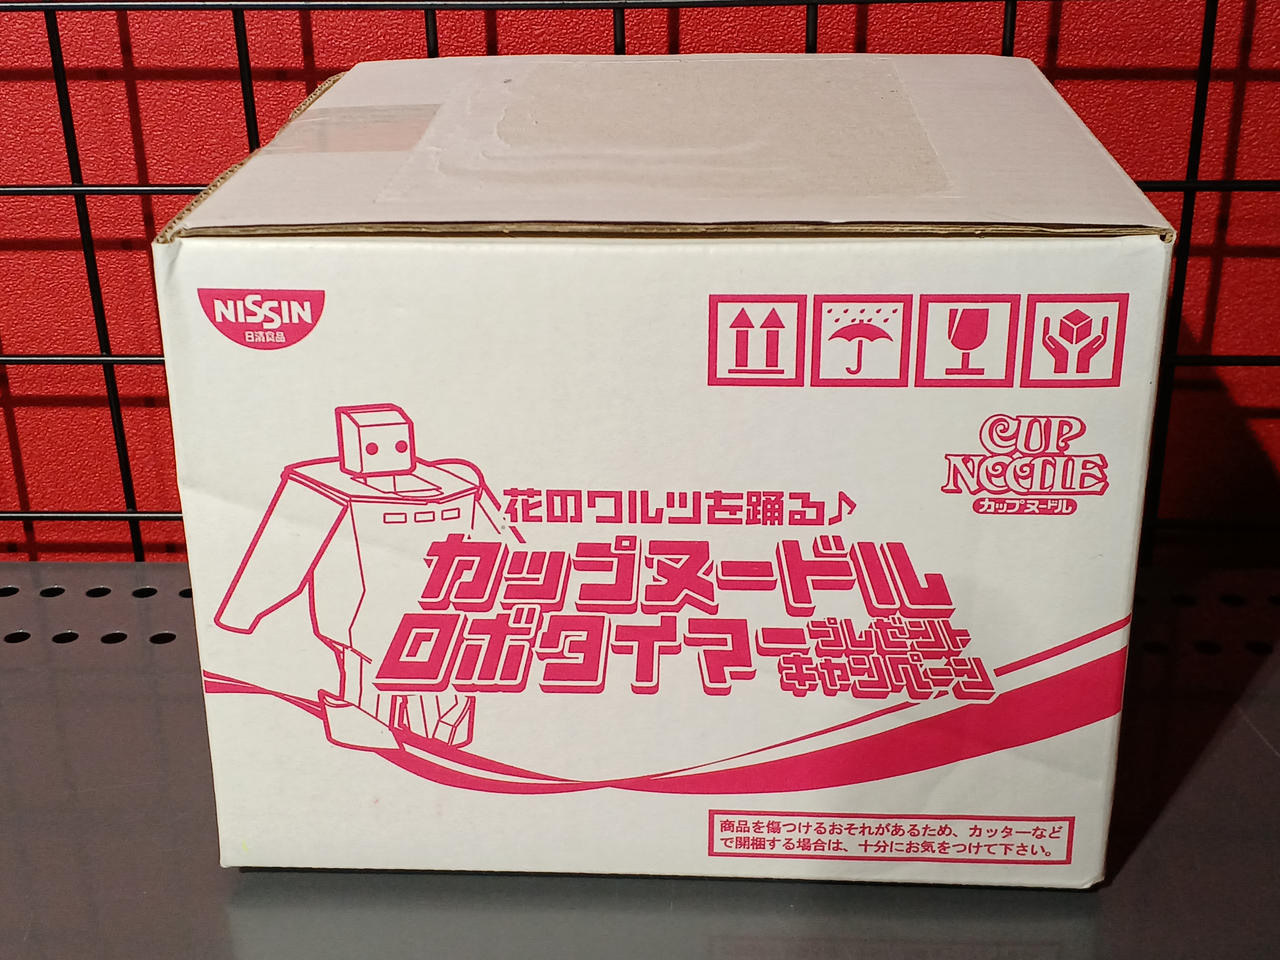 NISSIN
日清食品
CUP
NOODLE
カップヌードル
花のワルツを踊る♪
カップヌードル
ロボタイマープレゼント
キャンペーン
商品を傷つけるおそれがあるため、カッターなど
で開梱する場合は、十分にお気をつけて下さい。